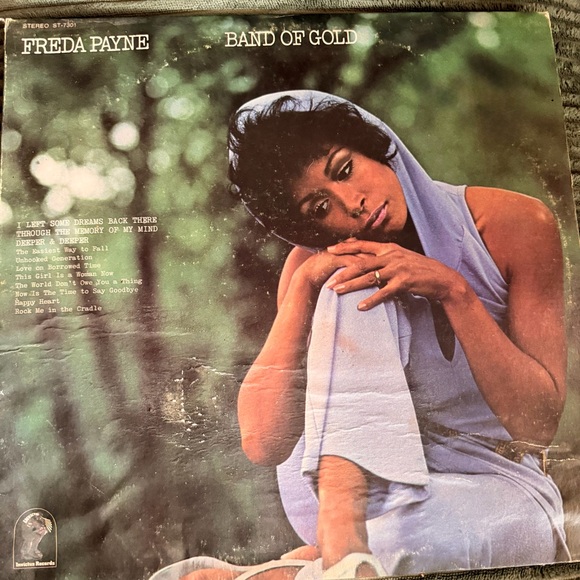 STEREO ST-7301
FREDA PAYNE
BAND OF GOLD
I LEFT SOME DREAMS BACK THERE
THROUGH THE MEMORY OF MY MIND
DEEPER & DEEPER
The Easiest Way to Fall
Unhooked Generation
Love on Borrowed Time
This Girl Is a Woman Now
The World Don't Owe You a Thing
Now Is The Time to Say Goodbye
Happy Heart
Rock Me in the Cradle
Invictus Records